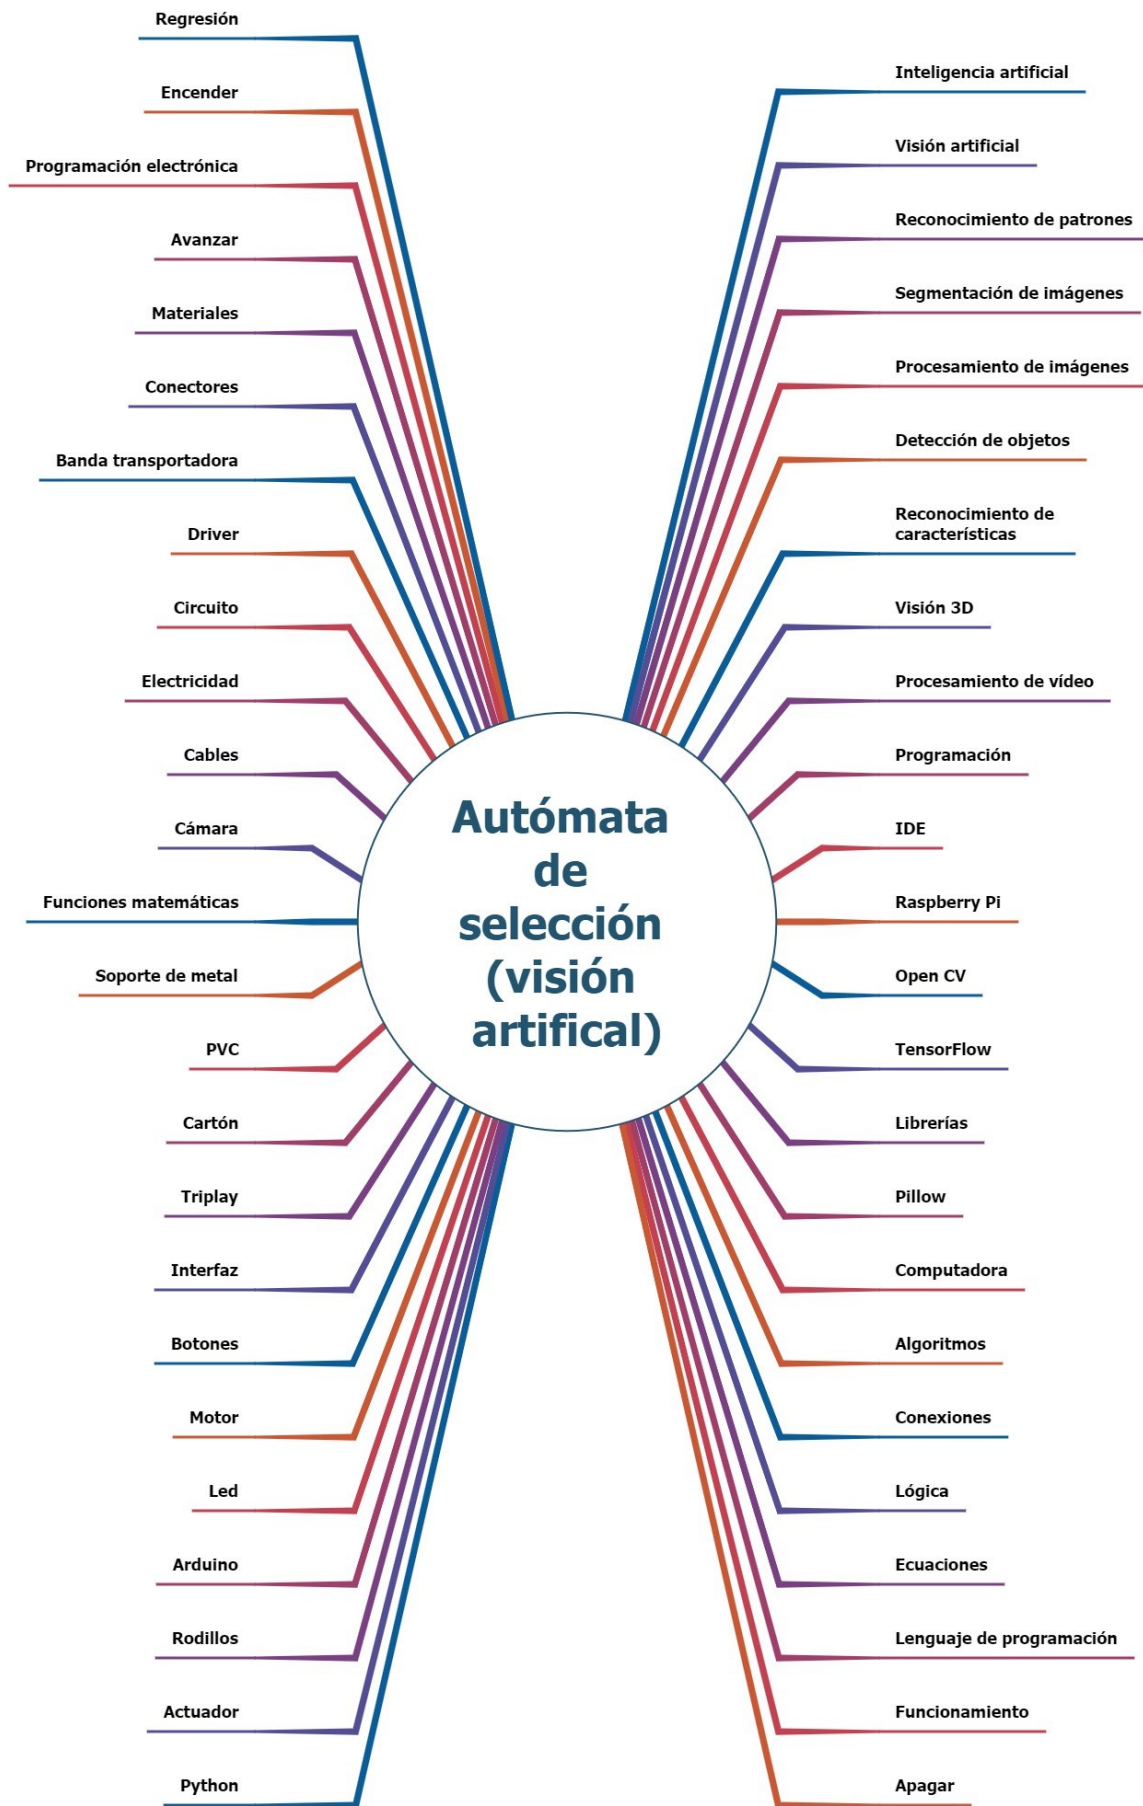 Regresión
Encender
Programación electrónica
Avanzar
Materiales
Conectores
Banda transportadora
Driver
Circuito
Electricidad
Cables
Cámara
Funciones matemáticas
Soporte de metal
PVC
Cartón
Triplay
Interfaz
Botones
Motor
Led
Arduino
Rodillos
Actuador
Python
Autómata
de
selección
(visión
artifical)
Inteligencia artificial
Visión artificial
Reconocimiento de patrones
Segmentación de imágenes
Procesamiento de imágenes
Detección de objetos
Reconocimiento de
características
Visión 3D
Procesamiento de vídeo
Programación
IDE
Raspberry Pi
Open CV
TensorFlow
Librerías
Pillow
Computadora
Algoritmos
Conexiones
Lógica
Ecuaciones
Lenguaje de programación
Funcionamiento
Apagar